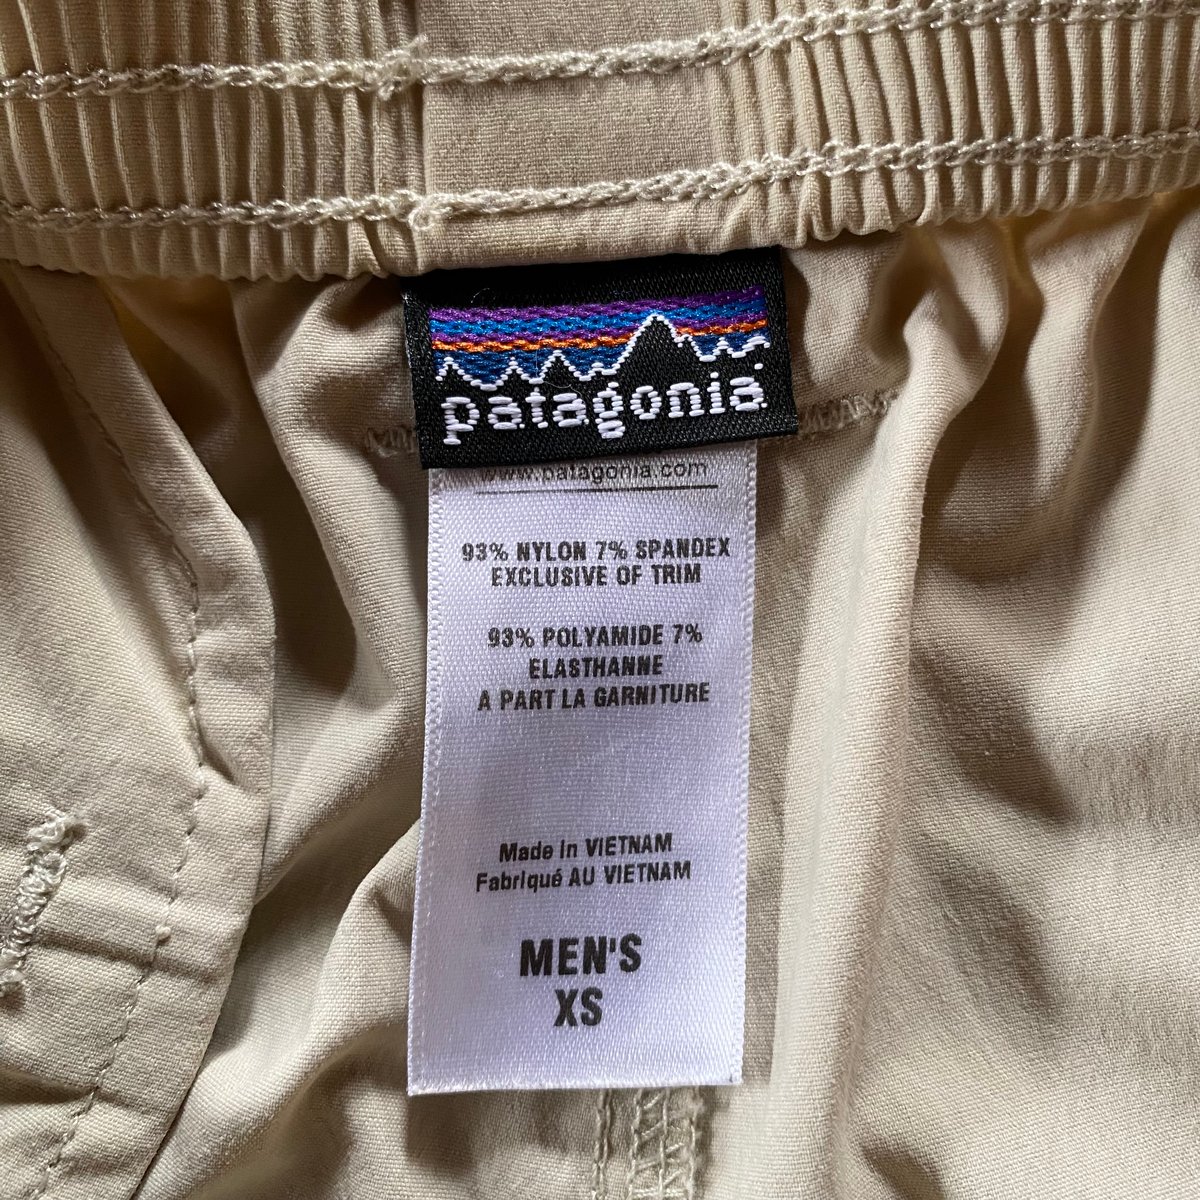 patagonia
www.patagonia.com
93% NYLON 7% SPANDEX
EXCLUSIVE OF TRIM
93% POLYAMIDE 7%
ELASTHANNE
A PART LA GARNITURE
Made in VIETNAM
Fabriqué AU VIETNAM
MEN'S
XS